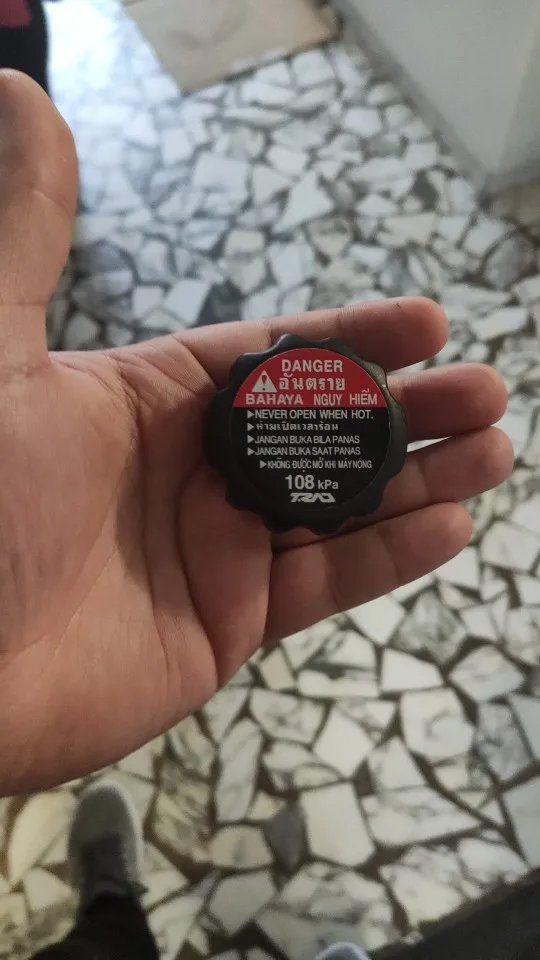 DANGER
อันตราย
BAHAYA NGUY HIỂM
▶NEVER OPEN WHEN HOT.
▶ห้ามเปิดเวลาร้อน
▶JANGAN BUKA BILA PANAS
▶JANGAN BUKA SAAT PANAS
▶KHÔNG ĐƯỢC MỞ KHI MÁY NÓNG
108 kPa
TRAD